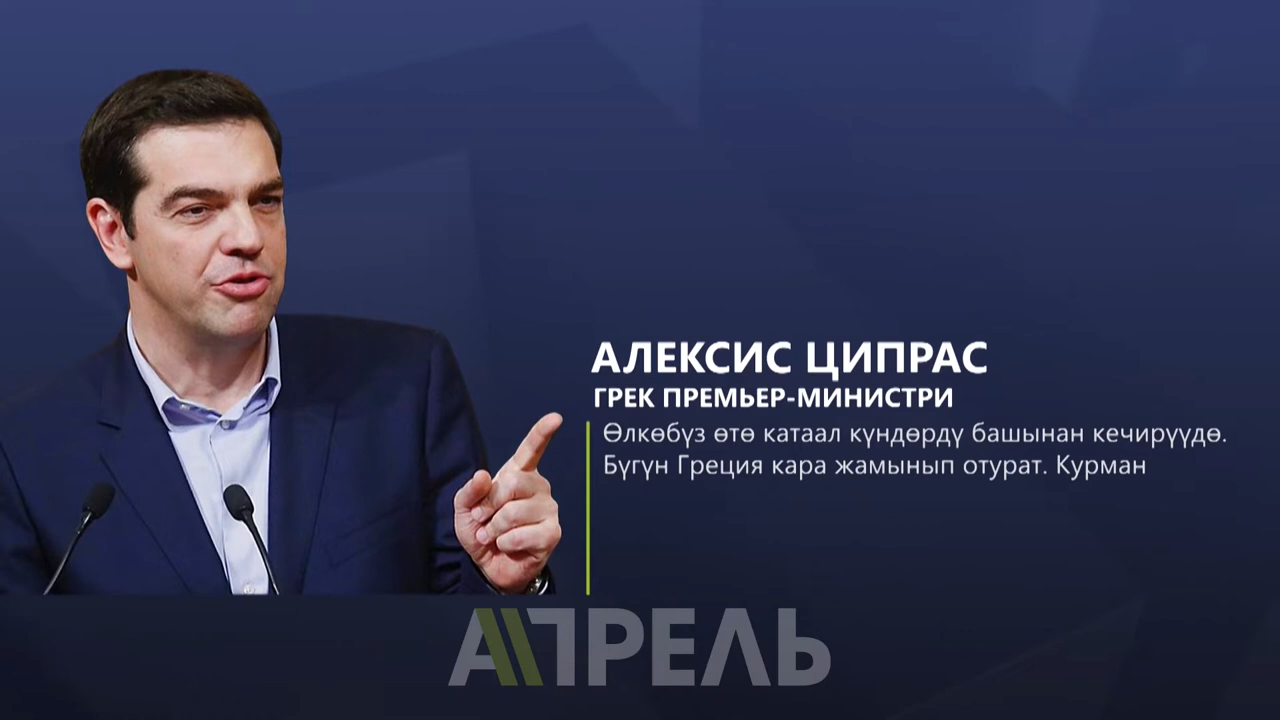 АЛЕКСИС ЦИПРАС
ГРЕК ПРЕМЬЕР-МИНИСТРИ
Өлкөбүз өтө катаал күндөрдү башынан кечирүүдө.
Бүгүн Греция кара жамынып отурат. Курман
АПРЕЛЬ